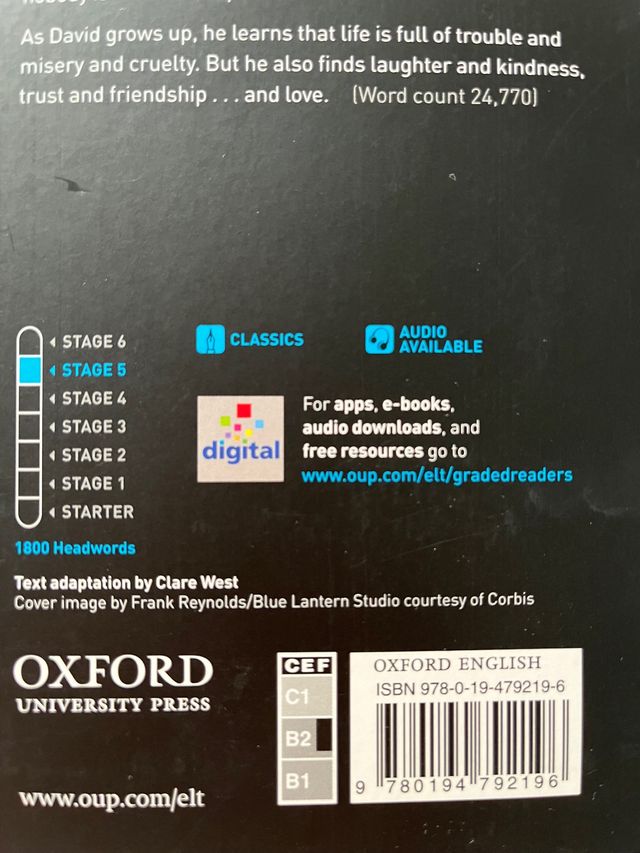 As David grows up, he learns that life is full of trouble and
misery and cruelty. But he also finds laughter and kindness,
trust and friendship . . . and love. (Word count 24,770)
STAGE 6
CLASSICS
AUDIO
AVAILABLE
STAGE 5
STAGE 4
STAGE 3
STAGE 2
STAGE 1
STARTER
digital
For apps, e-books,
audio downloads, and
free resources go to
www.oup.com/elt/gradedreaders
1800 Headwords
Text adaptation by Clare West
Cover image by Frank Reynolds/Blue Lantern Studio courtesy of Corbis
OXFORD
UNIVERSITY PRESS
www.oup.com/elt
CEF
C1
B2
B1
OXFORD ENGLISH
ISBN 978-0-19-479219-6
9 780194 792196